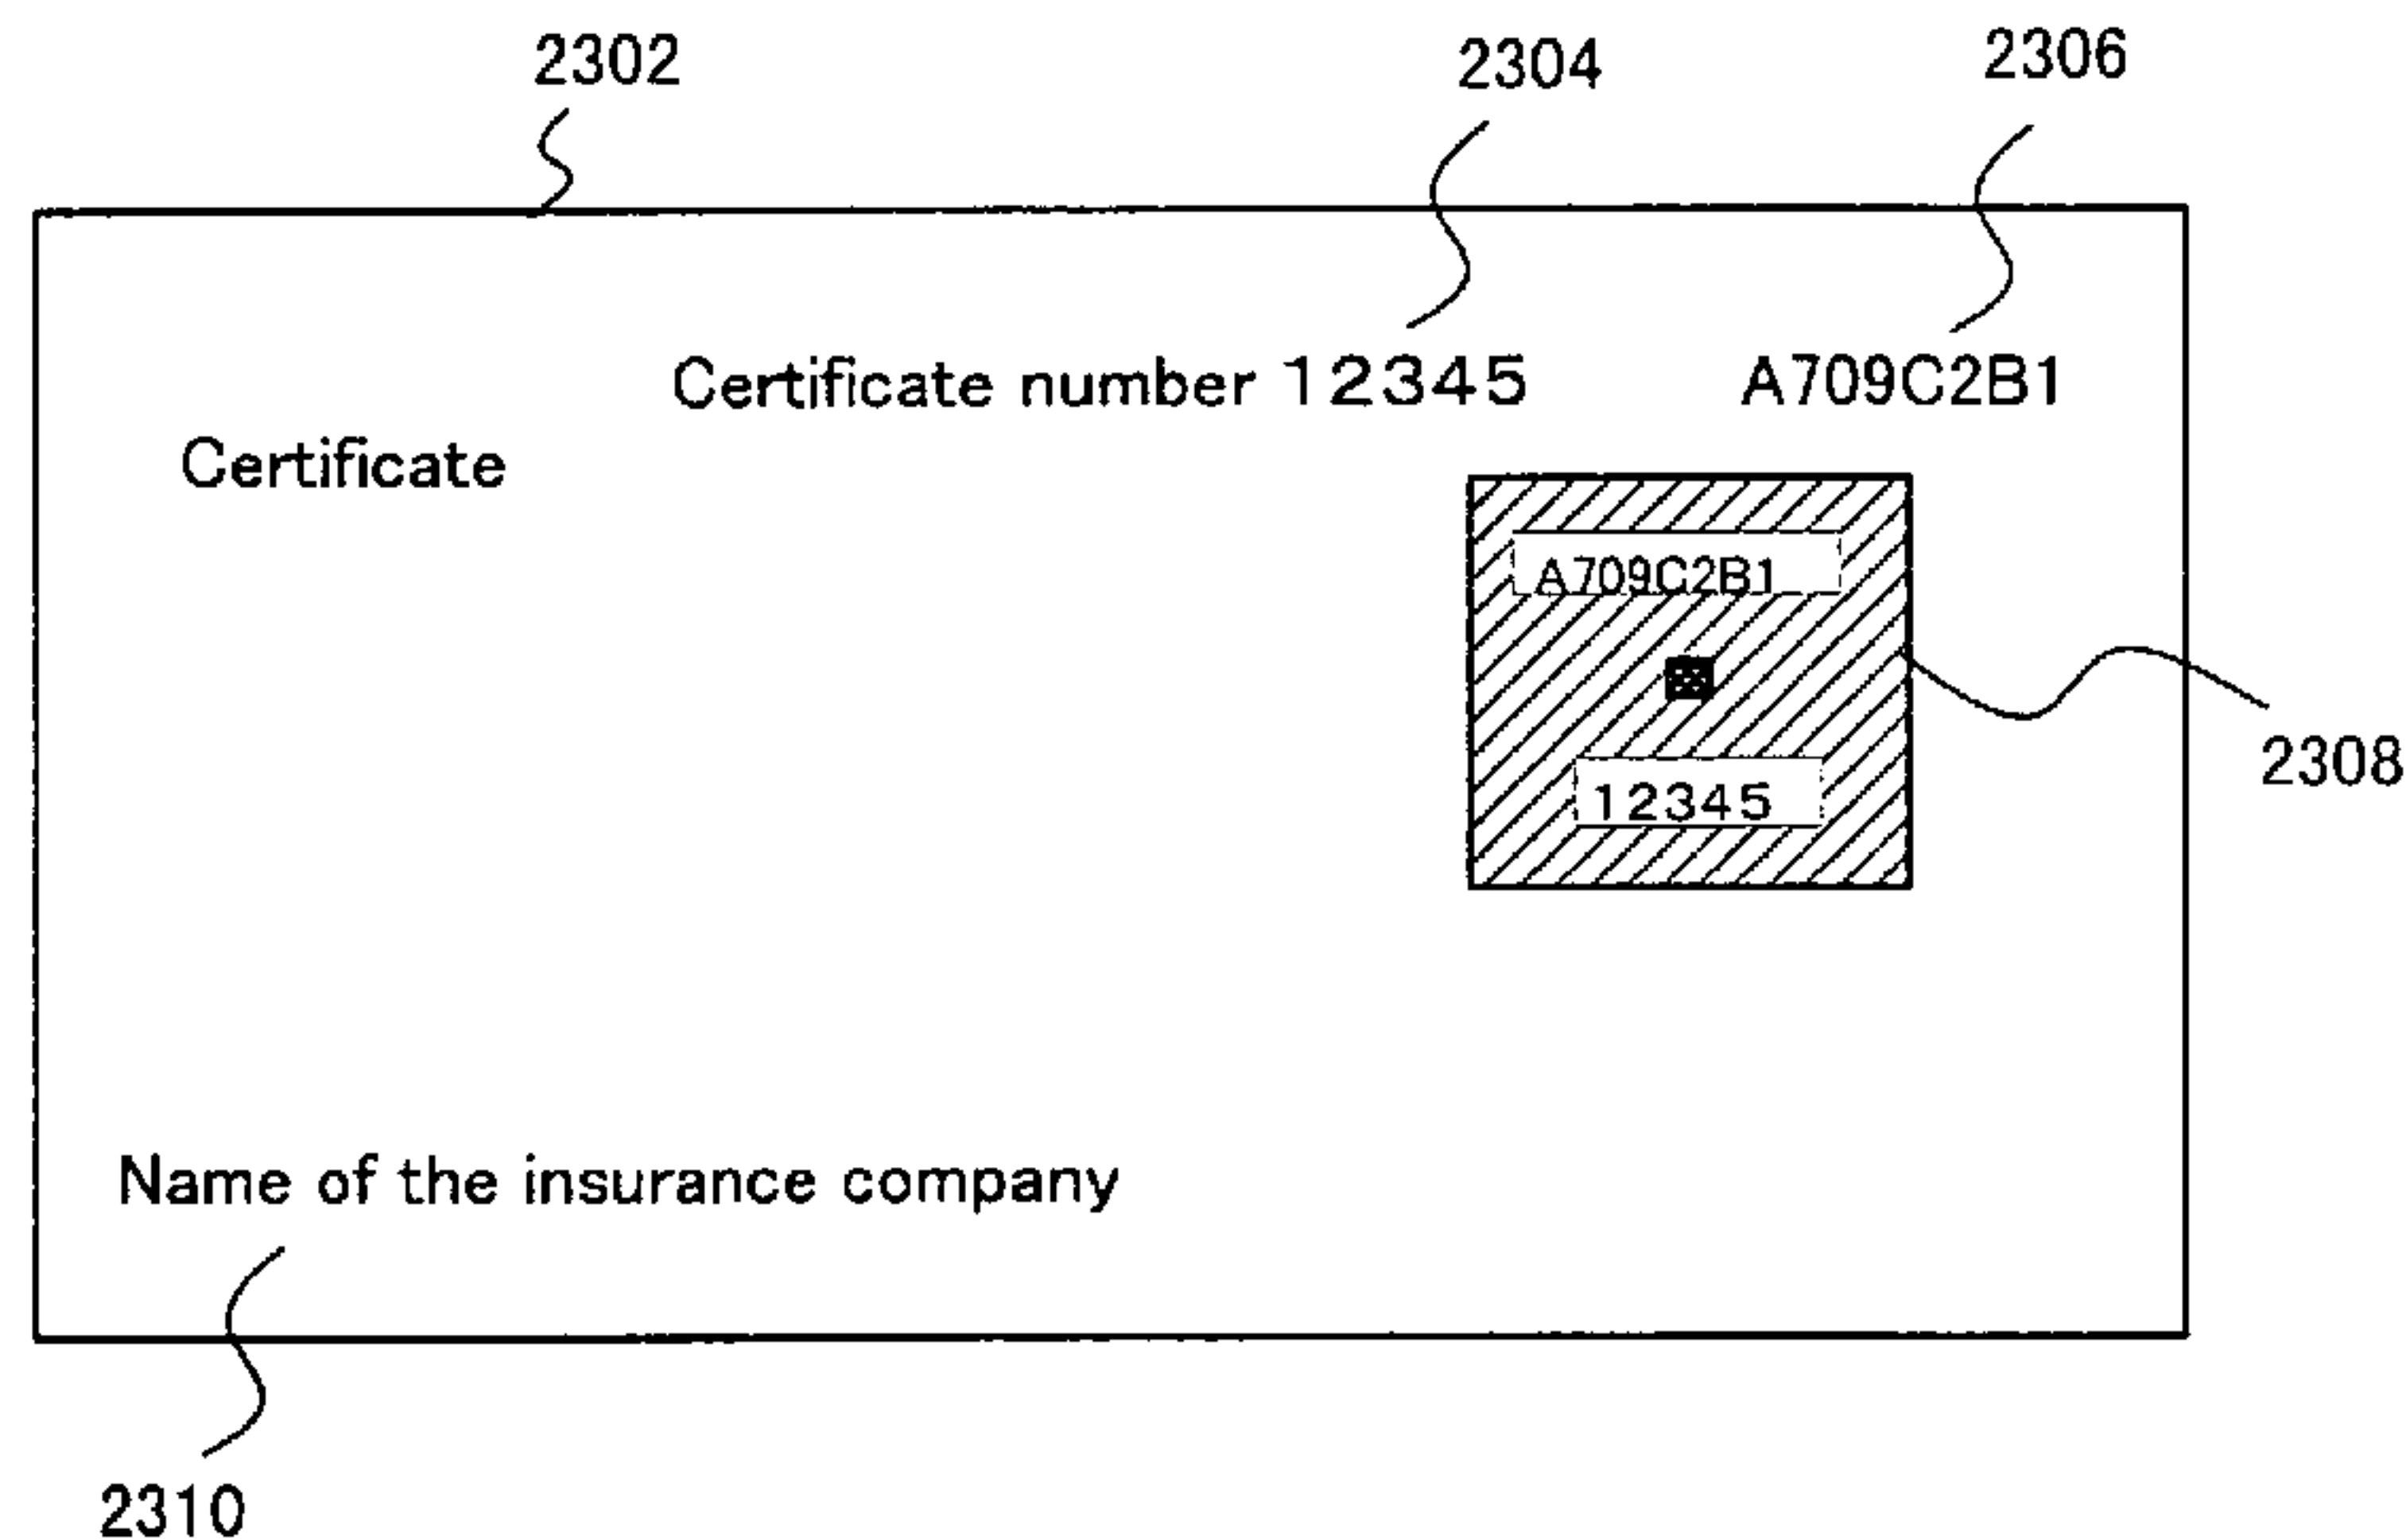 2302
2304
2306
Certificate number 12345
A709C2B1
Certificate
A709C2B1
12345
2308
Name of the insurance company
2310